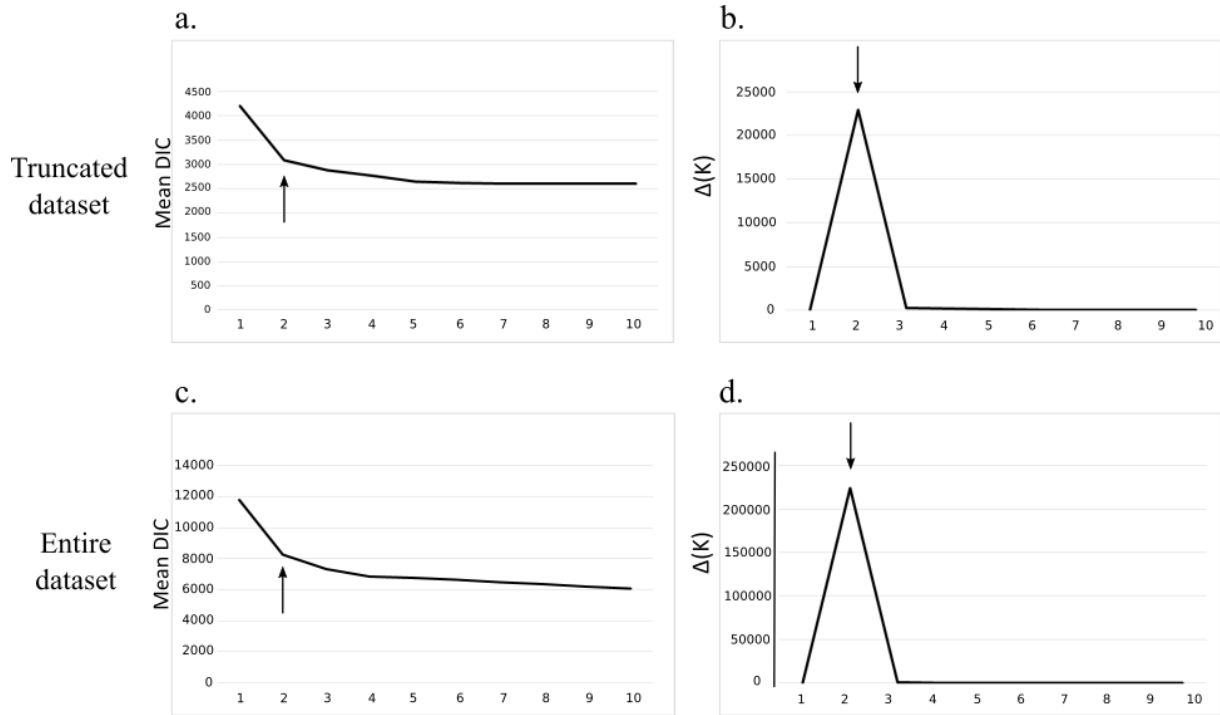 a.
4500
4000
3500
3000
2500
2000
1500
1000
500
0
Mean DIC
1 2 3 4 5 6 7 8 9 10
b.
25000
20000
15000
10000
5000
0
Δ(K)
1 2 3 4 5 6 7 8 9 10
Truncated
dataset
c.
14000
12000
10000
8000
6000
4000
2000
0
Mean DIC
1 2 3 4 5 6 7 8 9 10
d.
250000
200000
150000
100000
50000
0
Δ(K)
1 2 3 4 5 6 7 8 9 10
Entire
dataset